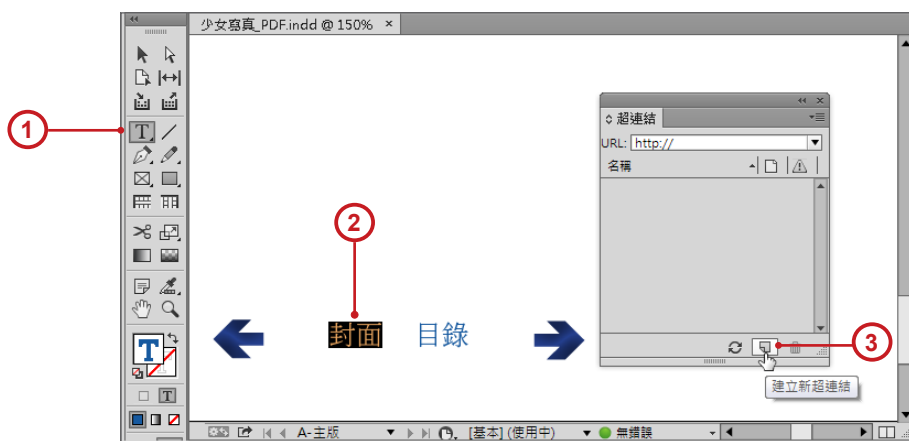 少女寫真_PDF.indd @ 150% ×
超連結
URL: http://
名稱
1
T
2
封面 目錄
3
建立新超連結
T
T
A-主版 [基本] (使用中) 無錯誤